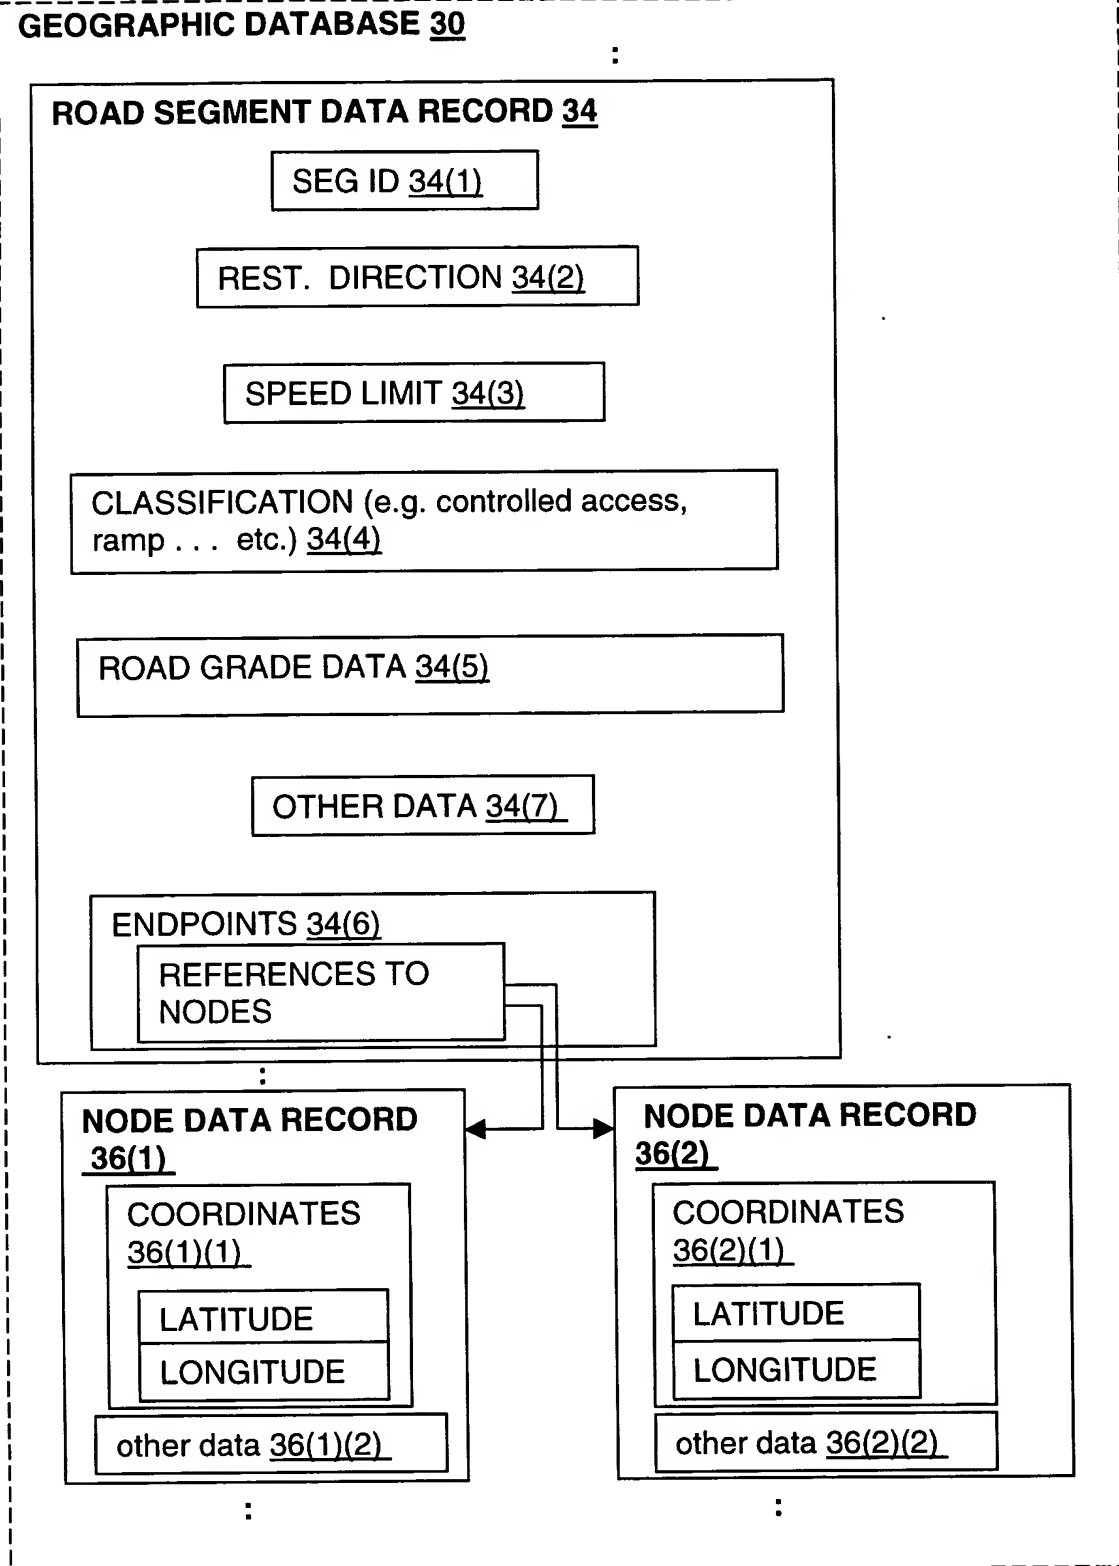 GEOGRAPHIC DATABASE 30
:
ROAD SEGMENT DATA RECORD 34
SEG ID 34(1)
REST. DIRECTION 34(2)
SPEED LIMIT 34(3)
CLASSIFICATION (e.g. controlled access,
ramp . . . etc.) 34(4)
ROAD GRADE DATA 34(5)
OTHER DATA 34(7)
ENDPOINTS 34(6)
REFERENCES TO
NODES
:
NODE DATA RECORD
36(1)
COORDINATES
36(1)(1)
LATITUDE
LONGITUDE
other data 36(1)(2)
:
NODE DATA RECORD
36(2)
COORDINATES
36(2)(1)
LATITUDE
LONGITUDE
other data 36(2)(2)
: